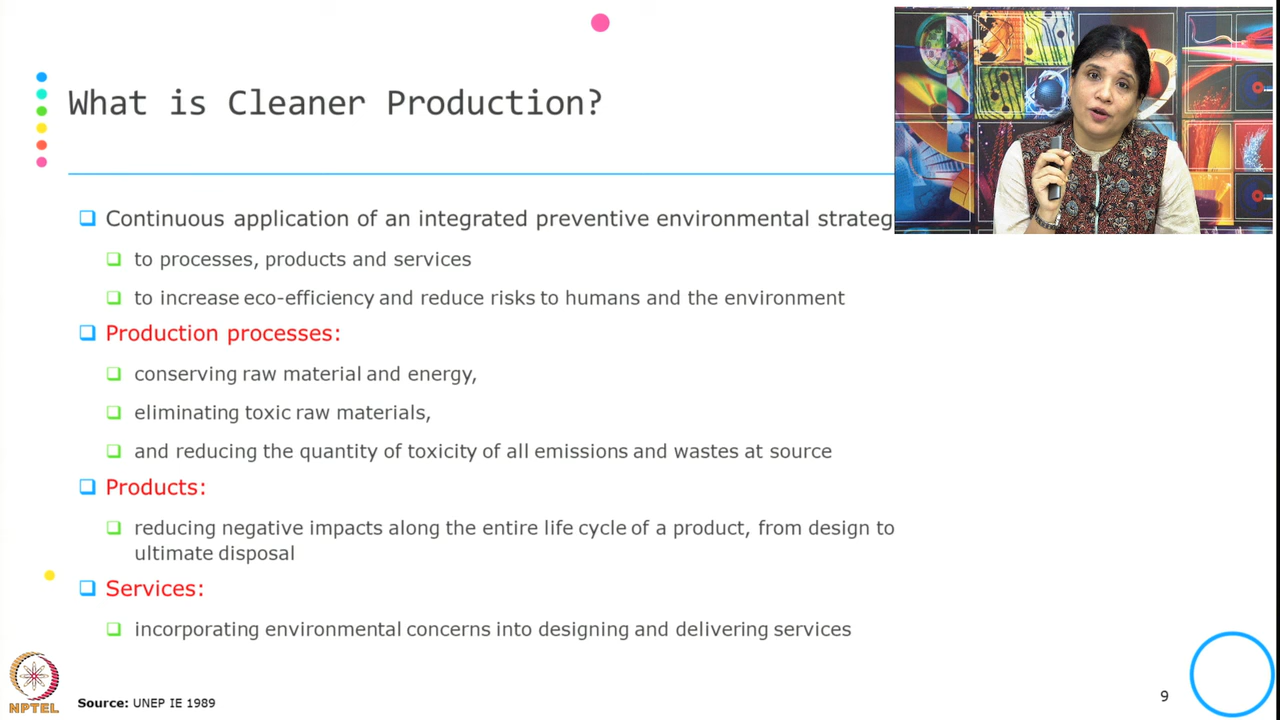 What is Cleaner Production?
Continuous application of an integrated preventive environmental
to processes, products and services
to increase eco-efficiency and reduce risks to humans and the environment
Production processes:
conserving raw material and energy,
eliminating toxic raw materials,
and reducing the quantity of toxicity of all emissions and wastes at source
Products:
reducing negative impacts along the entire life cycle of a product, from design to
ultimate disposal
Services:
incorporating environmental concerns into designing and delivering services
NPTEL
Source: UNEP IE 1989
9